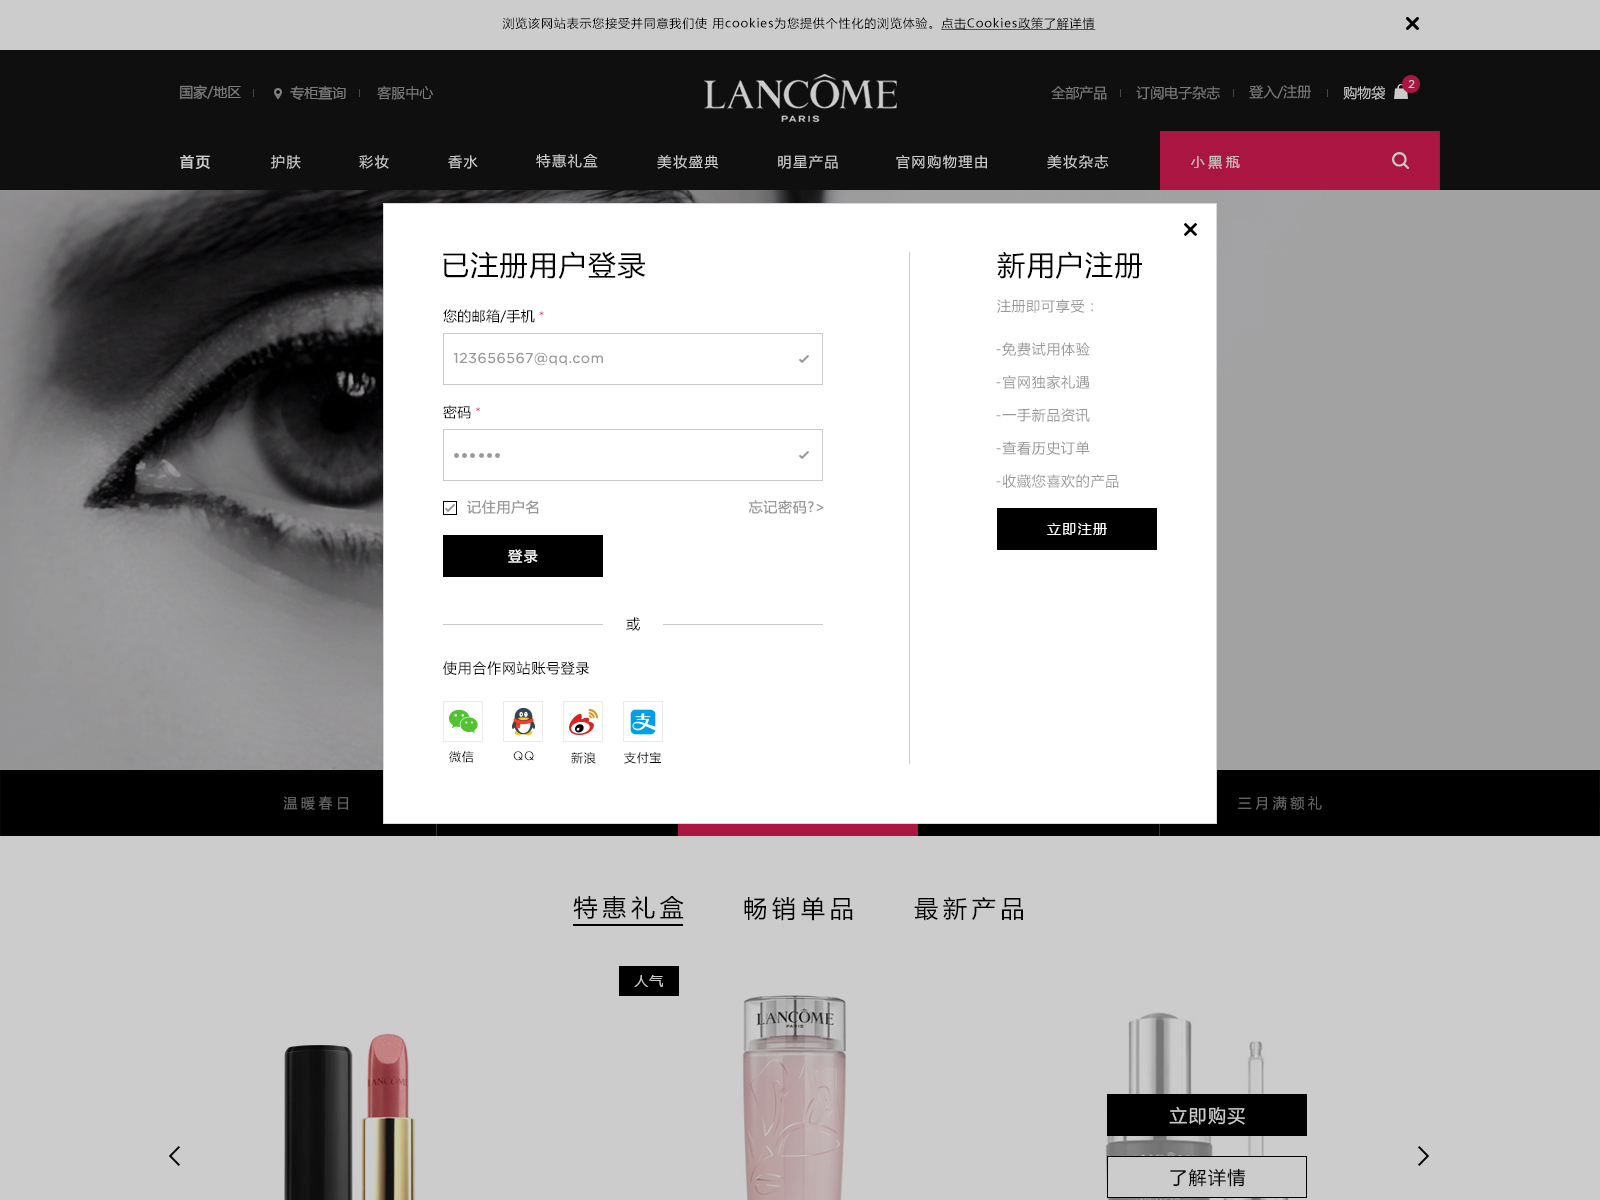 浏览该网站表示您接受并同意我们使 用cookies为您提供个性化的浏览体验。点击Cookies政策了解详情
国家/地区
专柜查询
客服中心
LANCÔME
PARIS
全部产品
订阅电子杂志
登入/注册
购物袋
2
首页
护肤
彩妆
香水
特惠礼盒
美妆盛典
明星产品
官网购物理由
美妆杂志
小黑瓶
已注册用户登录
您的邮箱/手机 *
123656567@qq.com
密码 *
记住用户名
忘记密码?>
登录
或
使用合作网站账号登录
微信
QQ
新浪
支付宝
新用户注册
注册即可享受：
-免费试用体验
-官网独家礼遇
-一手新品资讯
-查看历史订单
-收藏您喜欢的产品
立即注册
温暖春日
三月满额礼
特惠礼盒
畅销单品
最新产品
人气
LANCÔME
LANCÔME
PARIS
立即购买
了解详情